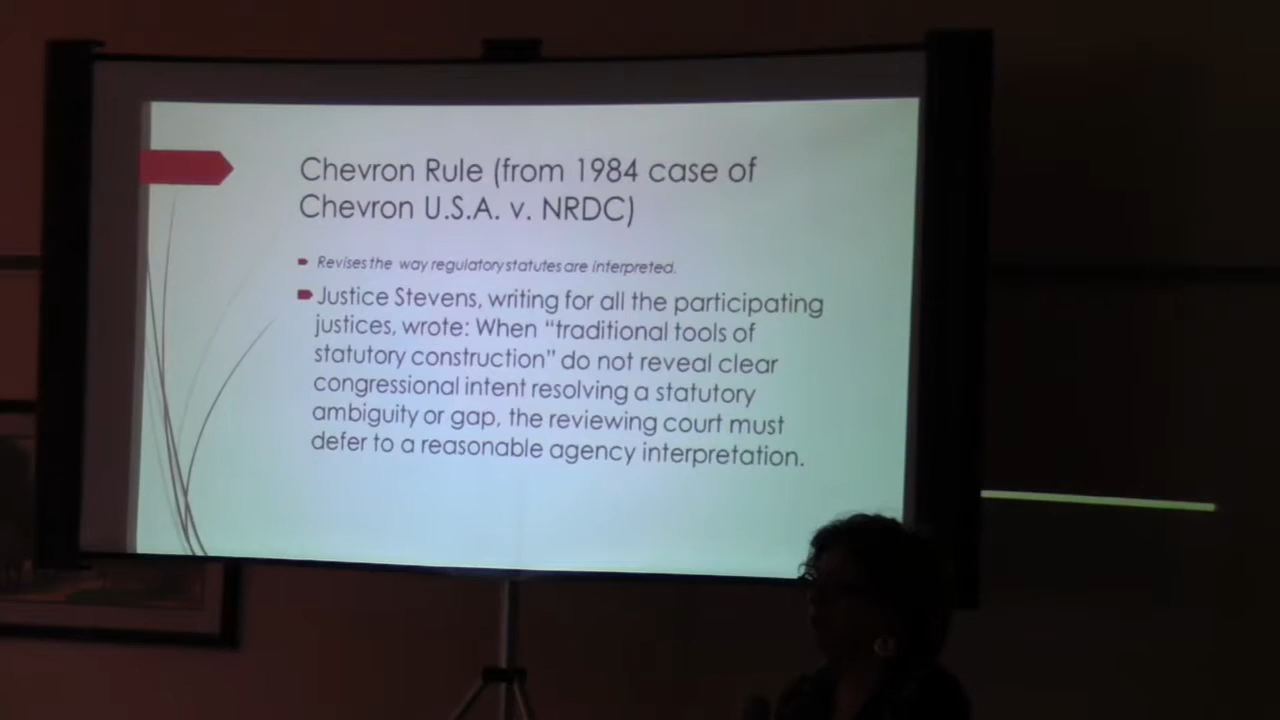 Chevron Rule (from 1984 case of
Chevron U.S.A. v. NRDC)
Revises the way regulatory statutes are interpreted.
Justice Stevens, writing for all the participating
justices, wrote: When “traditional tools of
statutory construction” do not reveal clear
congressional intent resolving a statutory
ambiguity or gap, the reviewing court must
defer to a reasonable agency interpretation.